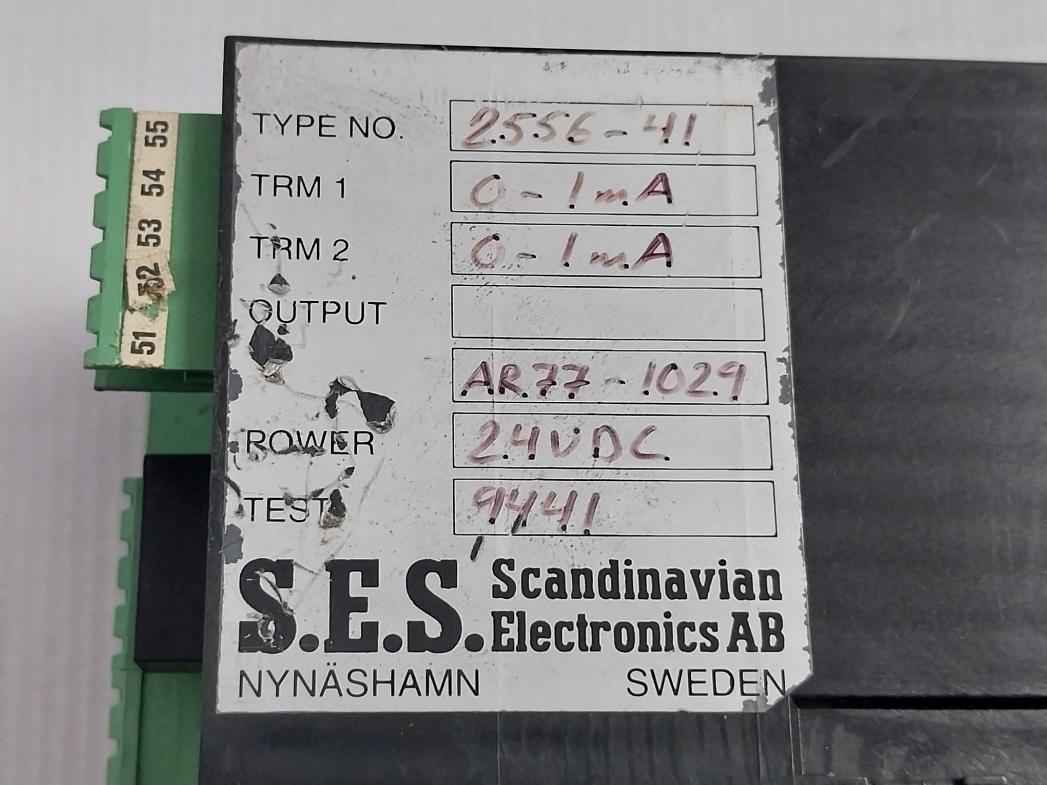 TYPE NO. 2556-41
TRM 1 0-1mA
TRM 2 0-1mA
OUTPUT
AR77-1029
POWER 24VDC
TEST 9441
S.E.S. Scandinavian
Electronics AB
NYNÄSHAMN SWEDEN
51 52 53 54 55